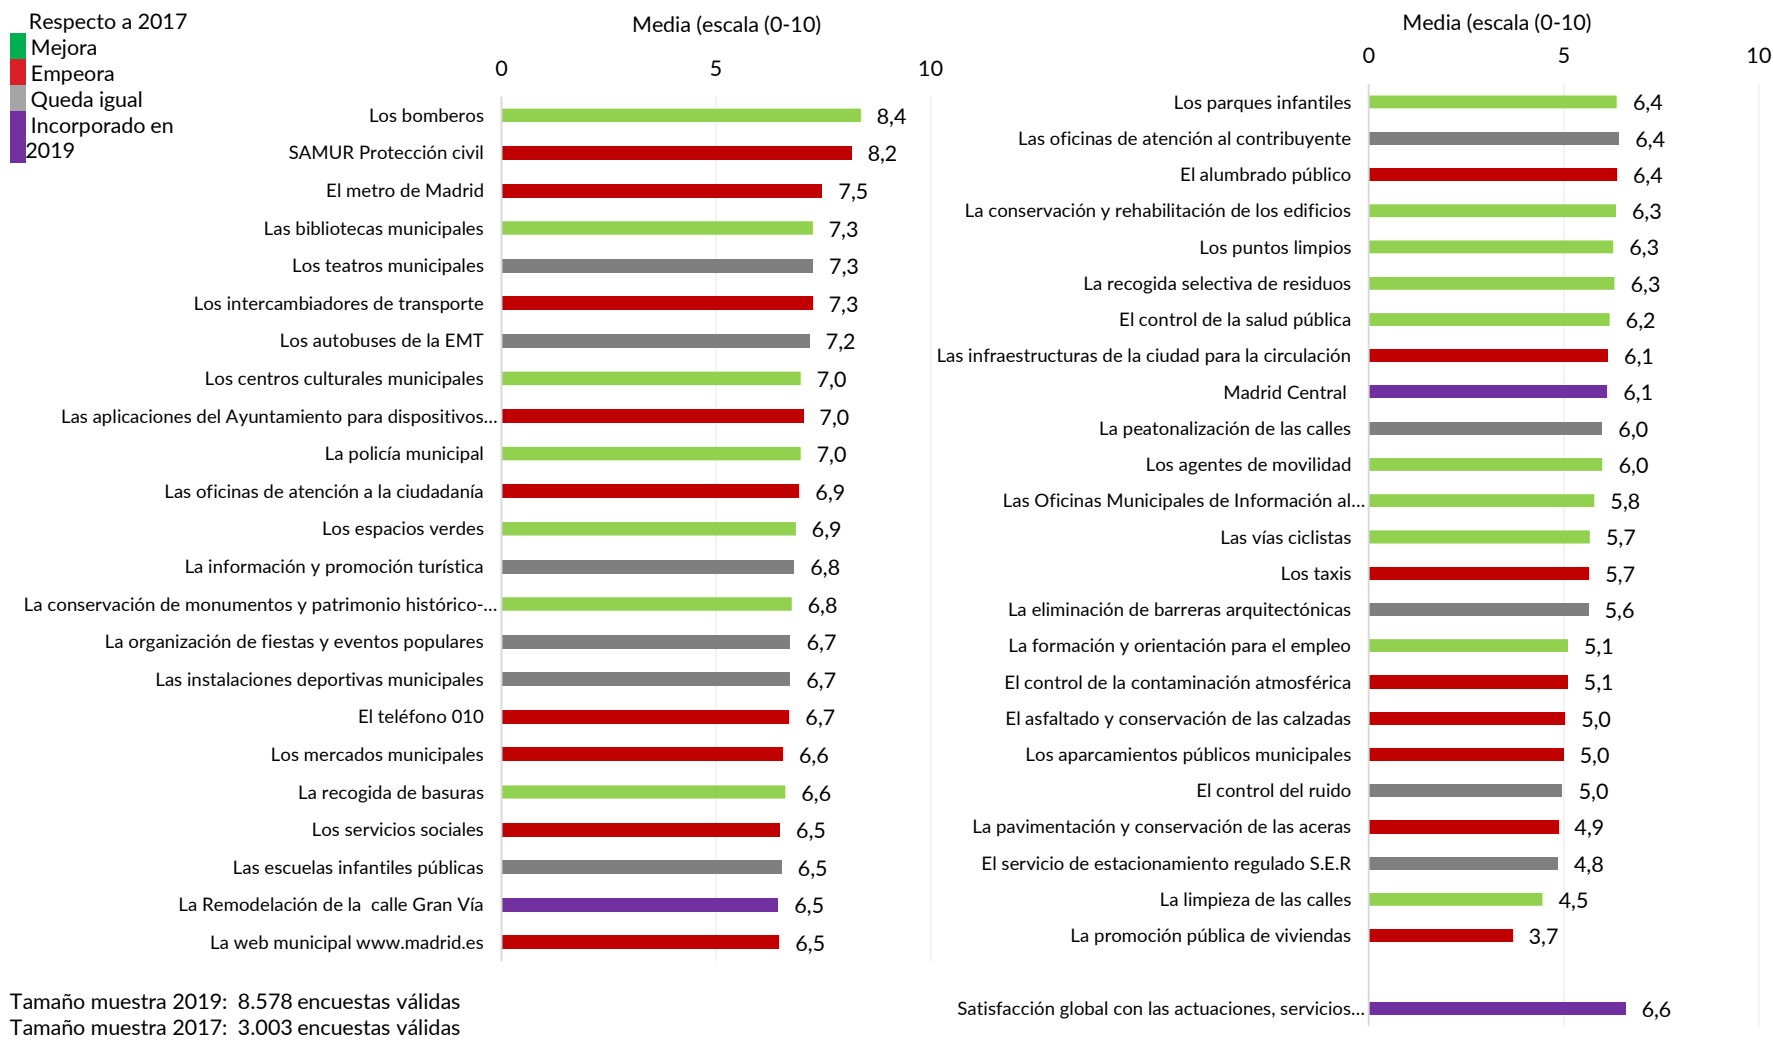 Respecto a 2017
Mejora
Empeora
Queda igual
Incorporado en
2019
Media (escala (0-10)
0 5 10
Los bomberos 8,4
SAMUR Protección civil 8,2
El metro de Madrid 7,5
Las bibliotecas municipales 7,3
Los teatros municipales 7,3
Los intercambiadores de transporte 7,3
Los autobuses de la EMT 7,2
Los centros culturales municipales 7,0
Las aplicaciones del Ayuntamiento para dispositivos... 7,0
La policía municipal 7,0
Las oficinas de atención a la ciudadanía 6,9
Los espacios verdes 6,9
La información y promoción turística 6,8
La conservación de monumentos y patrimonio histórico-... 6,8
La organización de fiestas y eventos populares 6,7
Las instalaciones deportivas municipales 6,7
El teléfono 010 6,7
Los mercados municipales 6,6
La recogida de basuras 6,6
Los servicios sociales 6,5
Las escuelas infantiles públicas 6,5
La Remodelación de la calle Gran Vía 6,5
La web municipal www.madrid.es 6,5
Media (escala (0-10)
0 5 10
Los parques infantiles 6,4
Las oficinas de atención al contribuyente 6,4
El alumbrado público 6,4
La conservación y rehabilitación de los edificios 6,3
Los puntos limpios 6,3
La recogida selectiva de residuos 6,3
El control de la salud pública 6,2
Las infraestructuras de la ciudad para la circulación 6,1
Madrid Central 6,1
La peatonalización de las calles 6,0
Los agentes de movilidad 6,0
Las Oficinas Municipales de Información al... 5,8
Las vías ciclistas 5,7
Los taxis 5,7
La eliminación de barreras arquitectónicas 5,6
La formación y orientación para el empleo 5,1
El control de la contaminación atmosférica 5,1
El asfaltado y conservación de las calzadas 5,0
Los aparcamientos públicos municipales 5,0
El control del ruido 5,0
La pavimentación y conservación de las aceras 4,9
El servicio de estacionamiento regulado S.E.R 4,8
La limpieza de las calles 4,5
La promoción pública de viviendas 3,7
Satisfacción global con las actuaciones, servicios... 6,6
Tamaño muestra 2019: 8.578 encuestas válidas
Tamaño muestra 2017: 3.003 encuestas válidas